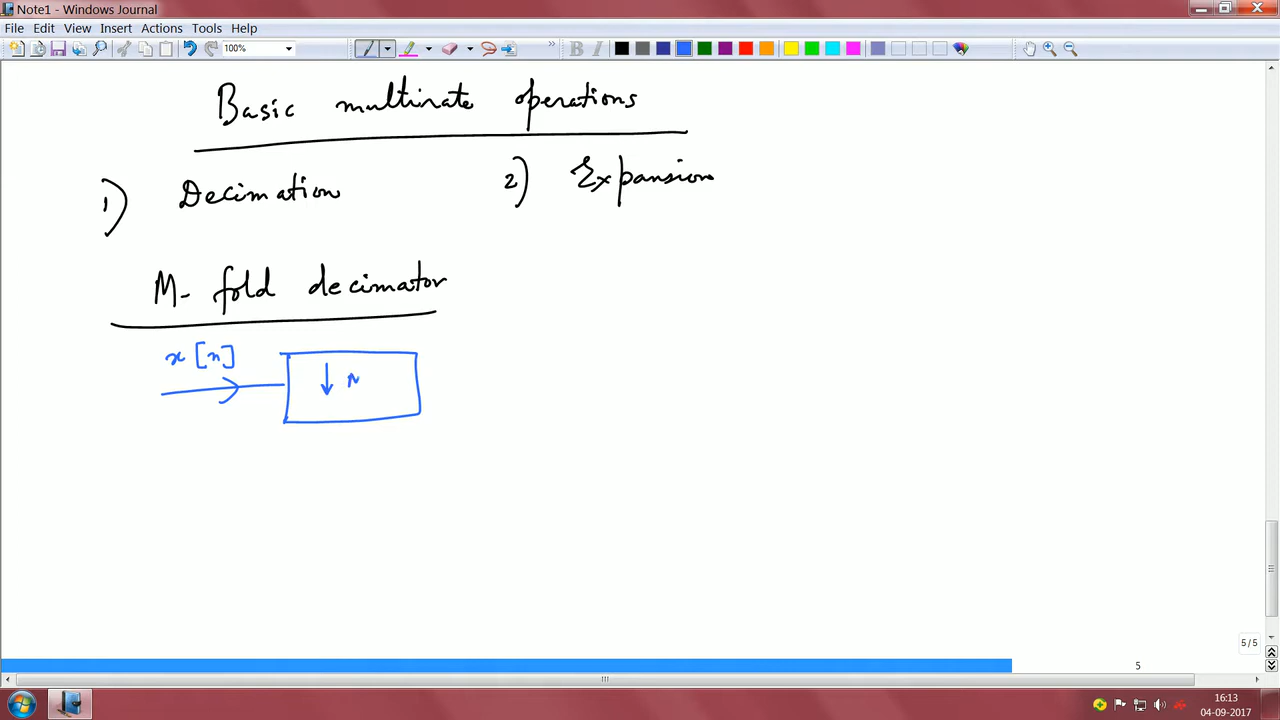 Note1 - Windows Journal
File Edit View Insert Actions Tools Help
100%
Basic multirate operations
1) Decimation 2) Expansion
M- fold decimator
x[n]
↓
5/5
5
16:13
04-09-2017